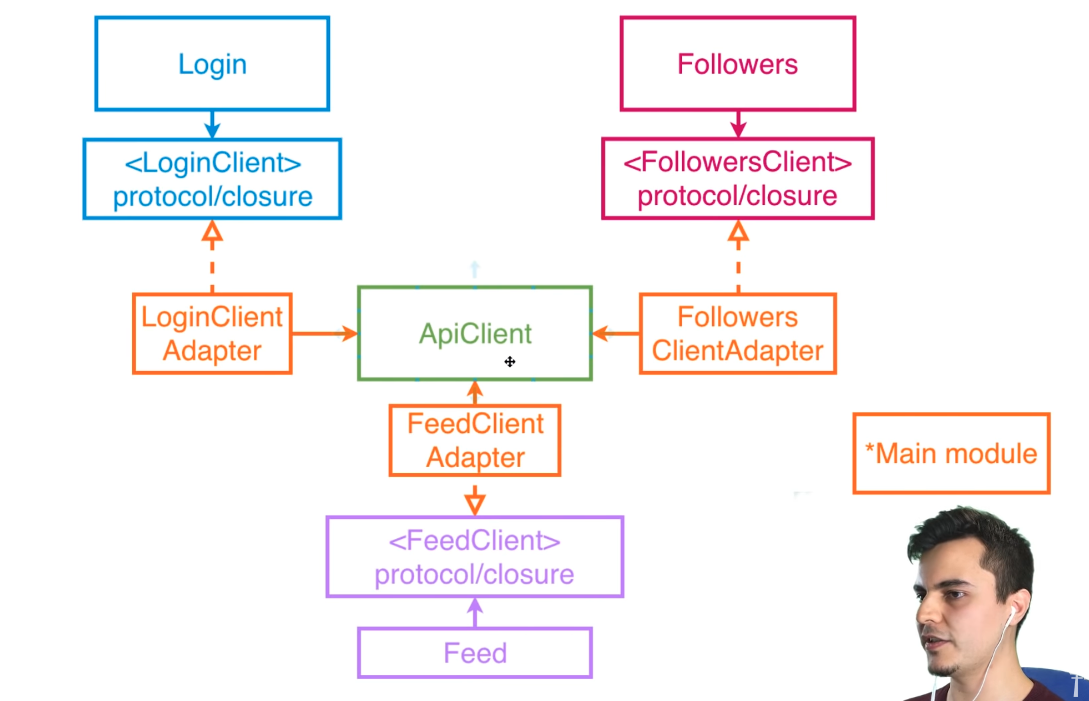 Login
Followers
<LoginClient>
protocol/closure
<FollowersClient>
protocol/closure
LoginClient
Adapter
ApiClient
Followers
ClientAdapter
FeedClient
Adapter
*Main module
<FeedClient>
protocol/closure
Feed